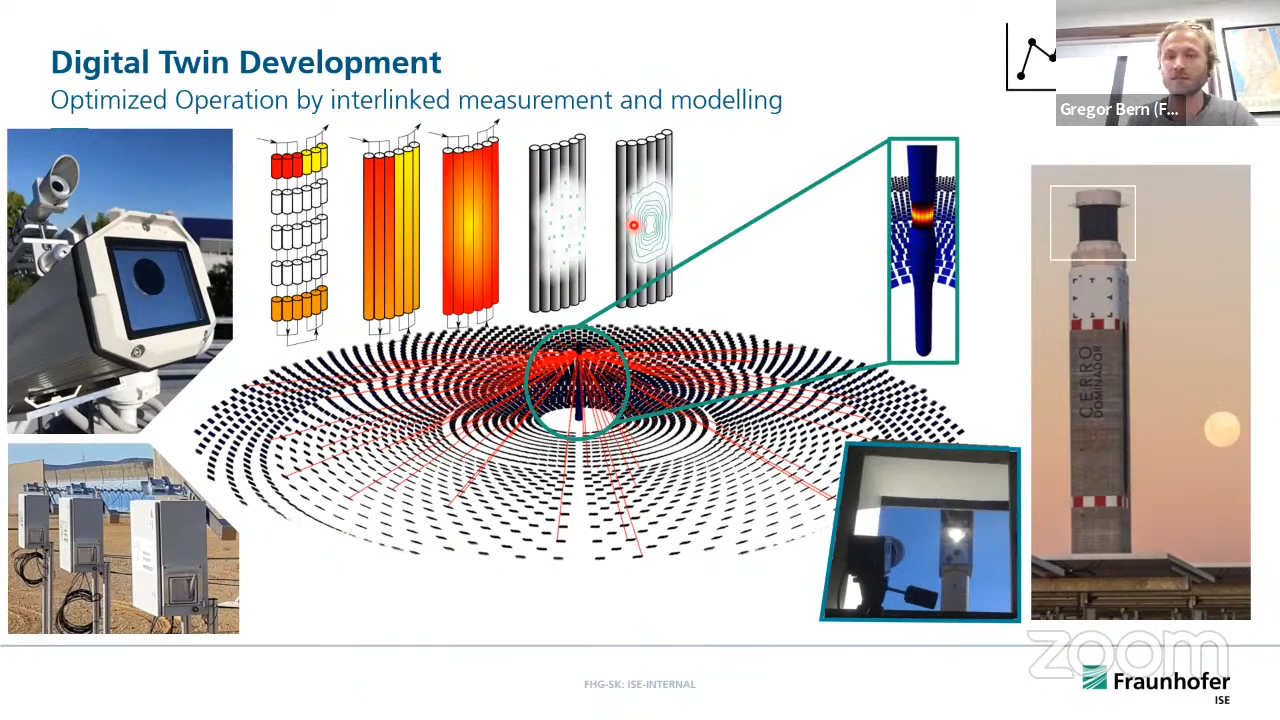 Digital Twin Development
Optimized Operation by interlinked measurement and modelling
Gregor Bern (F...
CERRO
DOMINADOR
zoom
FHG-SK: ISE-INTERNAL
Fraunhofer
ISE